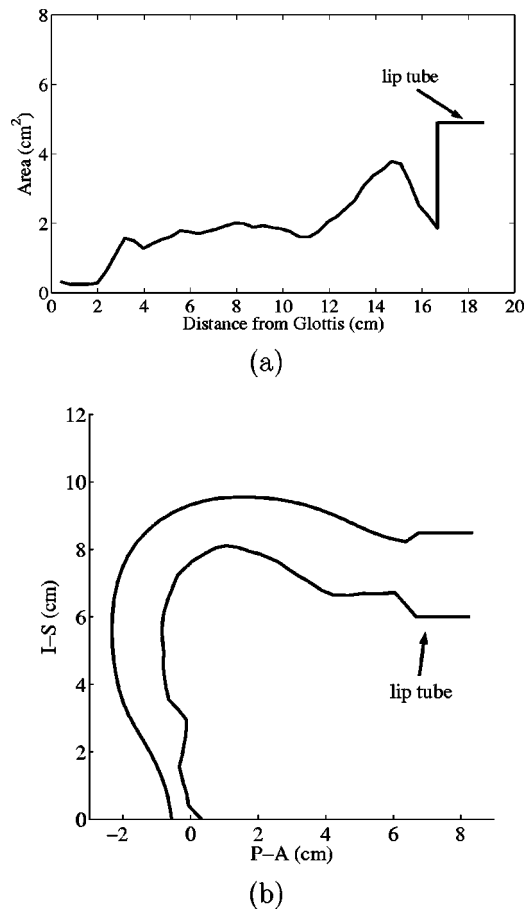 8
6
4
2
0
Area (cm²)
lip tube
0 2 4 6 8 10 12 14 16 18 20
Distance from Glottis (cm)
(a)
12
10
8
6
4
2
0
I–S (cm)
lip tube
−2 0 2 4 6 8
P–A (cm)
(b)